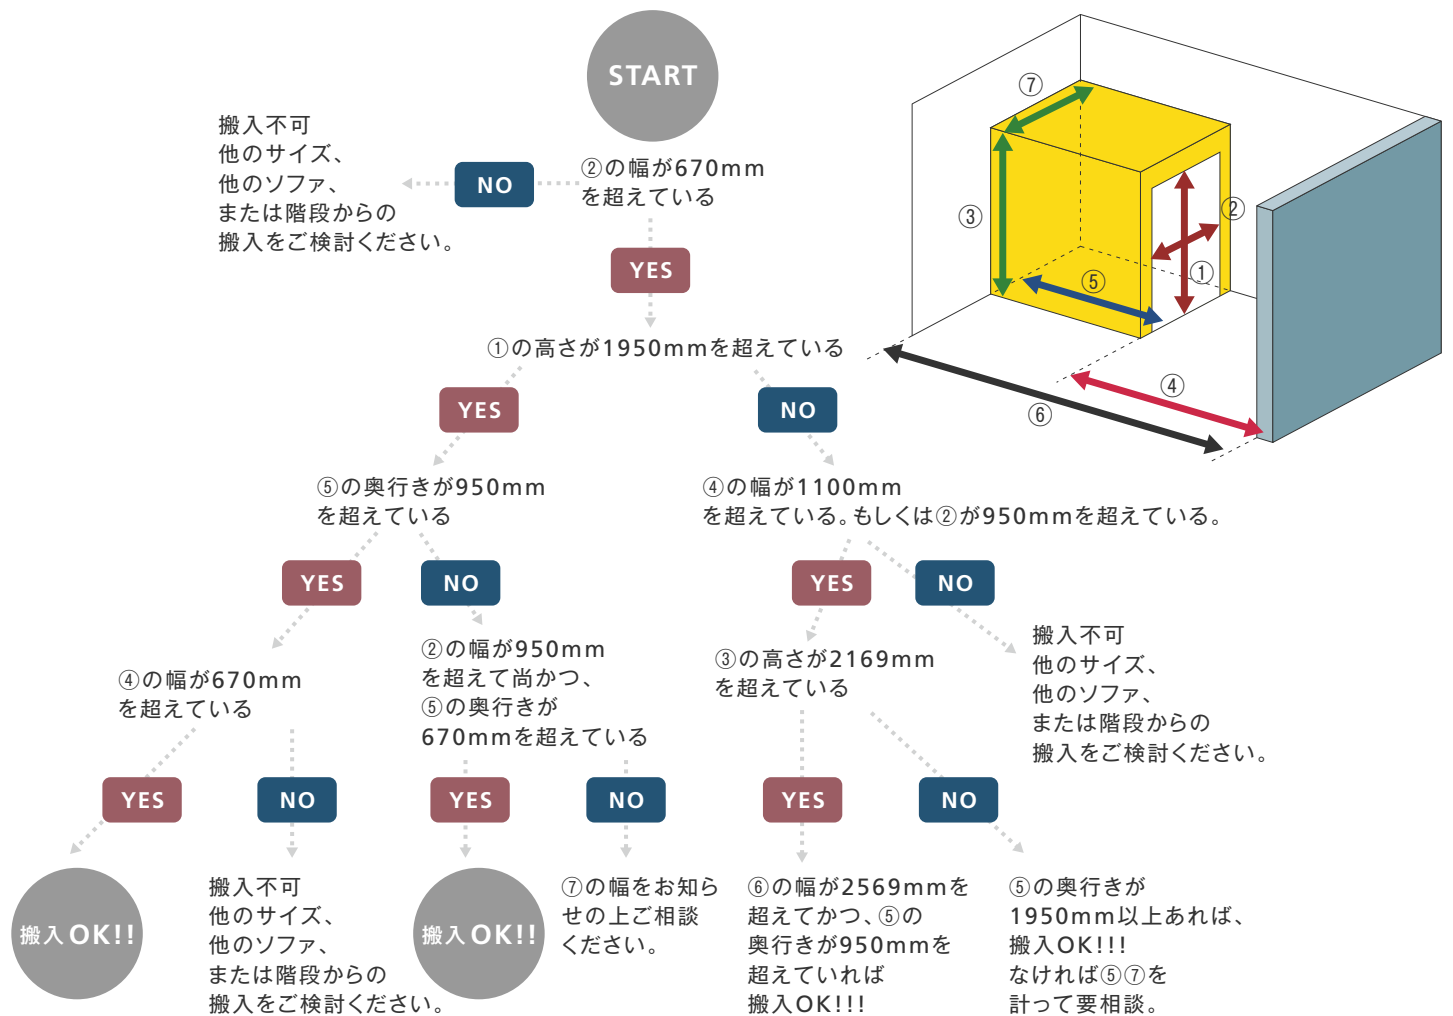 START
②の幅が670mm
を超えている
NO
搬入不可
他のサイズ、
他のソファ、
または階段からの
搬入をご検討ください。
YES
①の高さが1950mmを超えている
YES
NO
⑤の奥行きが950mm
を超えている
④の幅が1100mm
を超えている。もしくは②が950mmを超えている。
YES
NO
YES
NO
④の幅が670mm
を超えている
②の幅が950mm
を超えて尚かつ、
⑤の奥行きが
670mmを超えている
③の高さが2169mm
を超えている
搬入不可
他のサイズ、
他のソファ、
または階段からの
搬入をご検討ください。
YES
NO
YES
NO
YES
NO
搬入OK!!
搬入不可
他のサイズ、
他のソファ、
または階段からの
搬入をご検討ください。
搬入OK!!
⑦の幅をお知ら
せの上ご相談
ください。
⑥の幅が2569mmを
超えてかつ、⑤の
奥行きが950mmを
超えていれば
搬入OK!!!
⑤の奥行きが
1950mm以上あれば、
搬入OK!!!
なければ⑤⑦を
計って要相談。
⑦
③
②
①
⑤
④
⑥